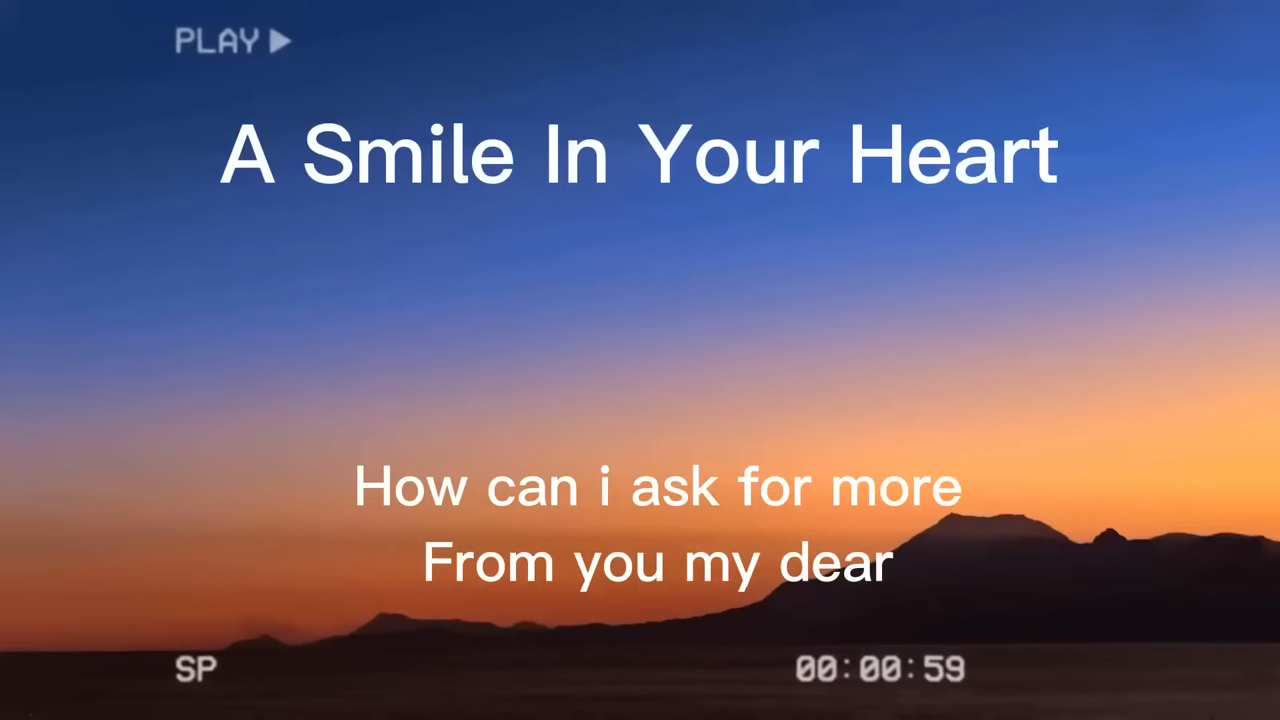 PLAY ▶
A Smile In Your Heart
How can i ask for more
From you my dear
SP
00:00:59